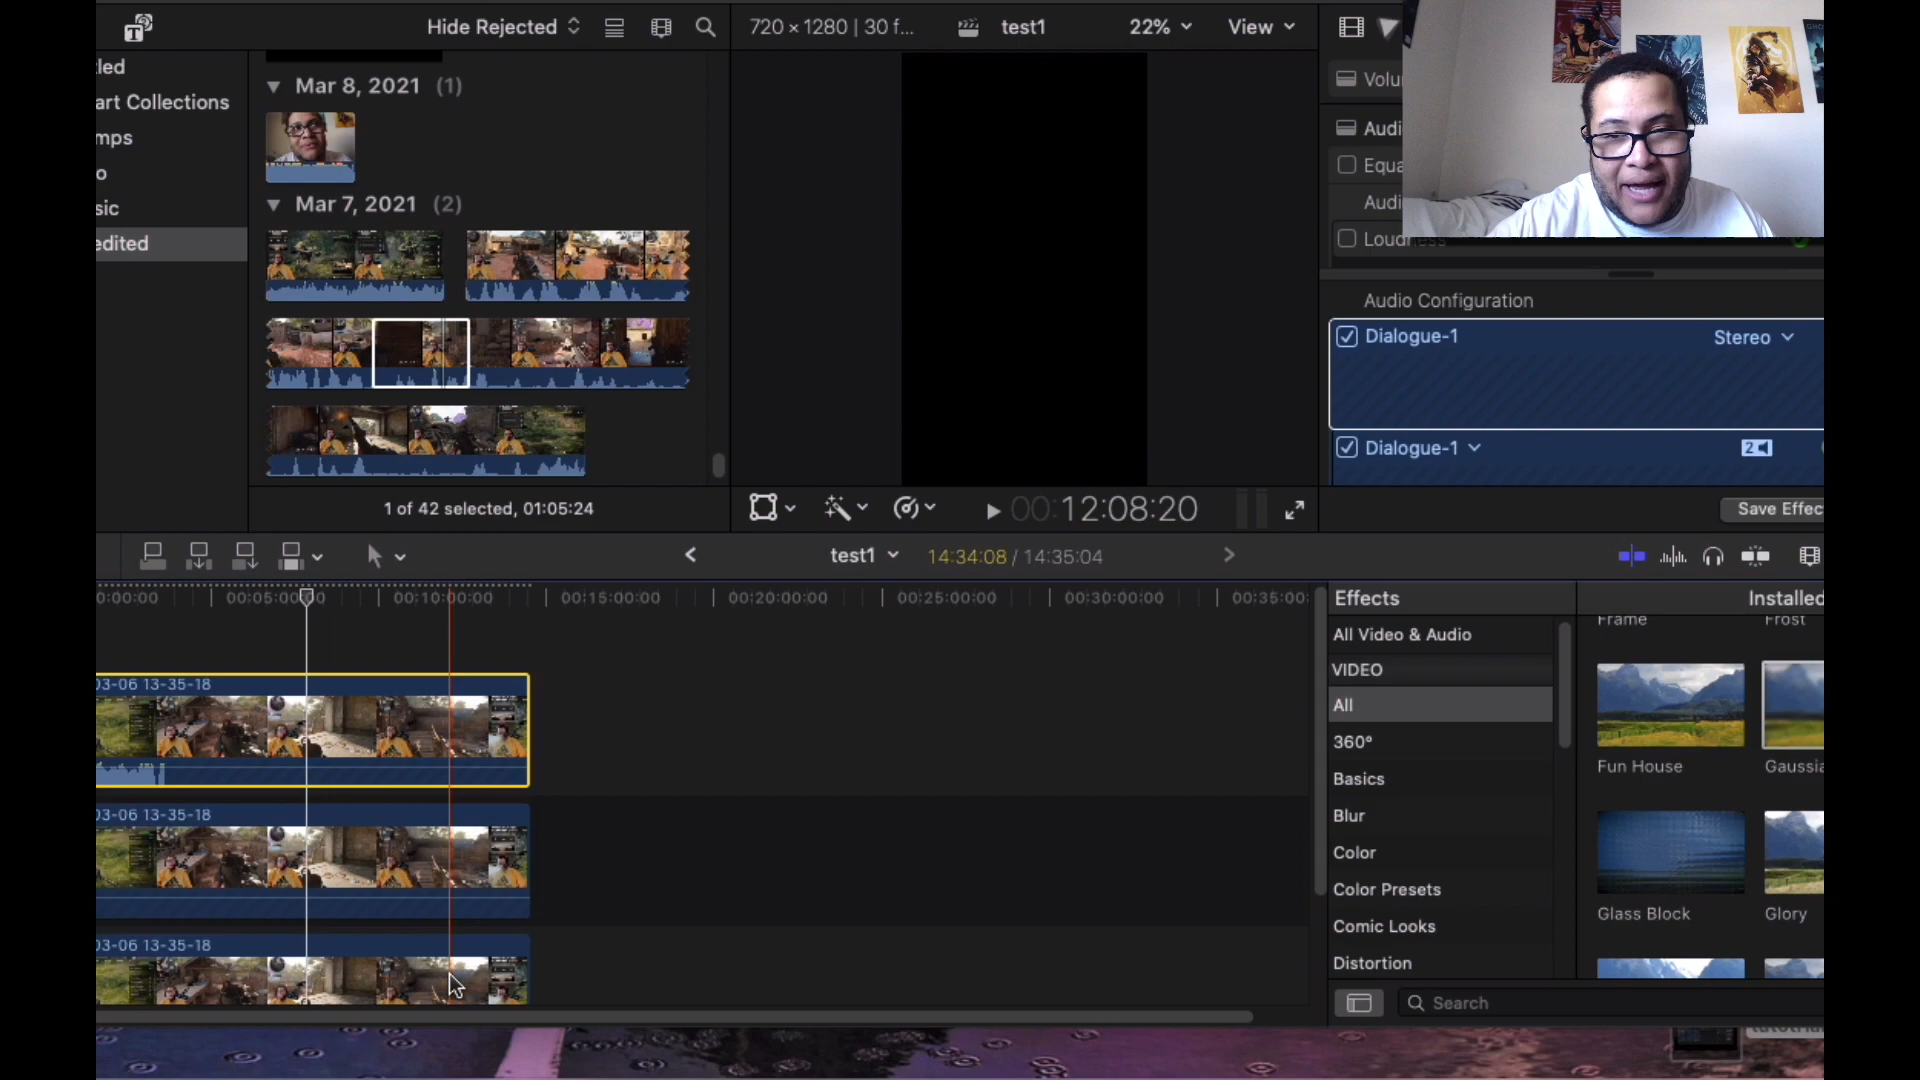 Hide Rejected
720 × 1280 | 30 f...
test1
22%
View
led
art Collections
mps
o
sic
edited
Mar 8, 2021 (1)
Mar 7, 2021 (2)
1 of 42 selected, 01:05:24
00:12:08:20
Volu
Audi
Equa
Audi
Loudness
Audio Configuration
Dialogue-1
Stereo
Dialogue-1
2
Save Effec
test1
14:34:08 / 14:35:04
0:00:00
00:05:00:00
00:10:00:00
00:15:00:00
00:20:00:00
00:25:00:00
00:30:00:00
00:35:00:
03-06 13-35-18
03-06 13-35-18
03-06 13-35-18
Effects
Installed
All Video & Audio
VIDEO
All
360°
Basics
Blur
Color
Color Presets
Comic Looks
Distortion
Frame
Frost
Fun House
Gaussia
Glass Block
Glory
Search